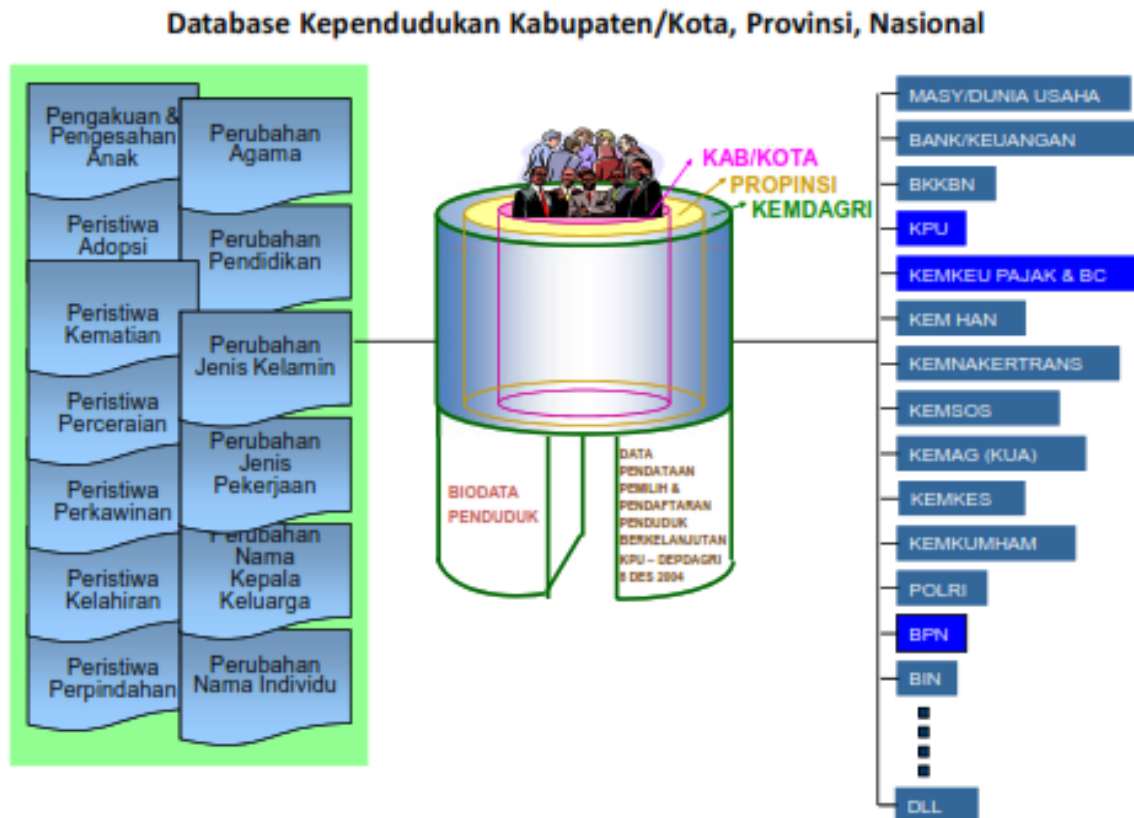 Database Kependudukan Kabupaten/Kota, Provinsi, Nasional
Pengakuan &
Pengesahan
Anak
Peristiwa
Adopsi
Peristiwa
Kematian
Peristiwa
Perceraian
Peristiwa
Perkawinan
Peristiwa
Kelahiran
Peristiwa
Perpindahan
Perubahan
Agama
Perubahan
Pendidikan
Perubahan
Jenis Kelamin
Perubahan
Jenis
Pekerjaan
Perubahan
Nama
Kepala
Keluarga
Perubahan
Nama Individu
KAB/KOTA
PROPINSI
KEMDAGRI
BIODATA
PENDUDUK
DATA
PENDATAAN
PEMILIH &
PENDAFTARAN
PENDUDUK
BERKELANJUTAN
KPU – DEPDAGRI
8 DES 2004
MASY/DUNIA USAHA
BANK/KEUANGAN
BKKBN
KPU
KEMKEU PAJAK & BC
KEM HAN
KEMNAKERTRANS
KEMSOS
KEMAG (KUA)
KEMKES
KEMKUMHAM
POLRI
BPN
BIN
DLL